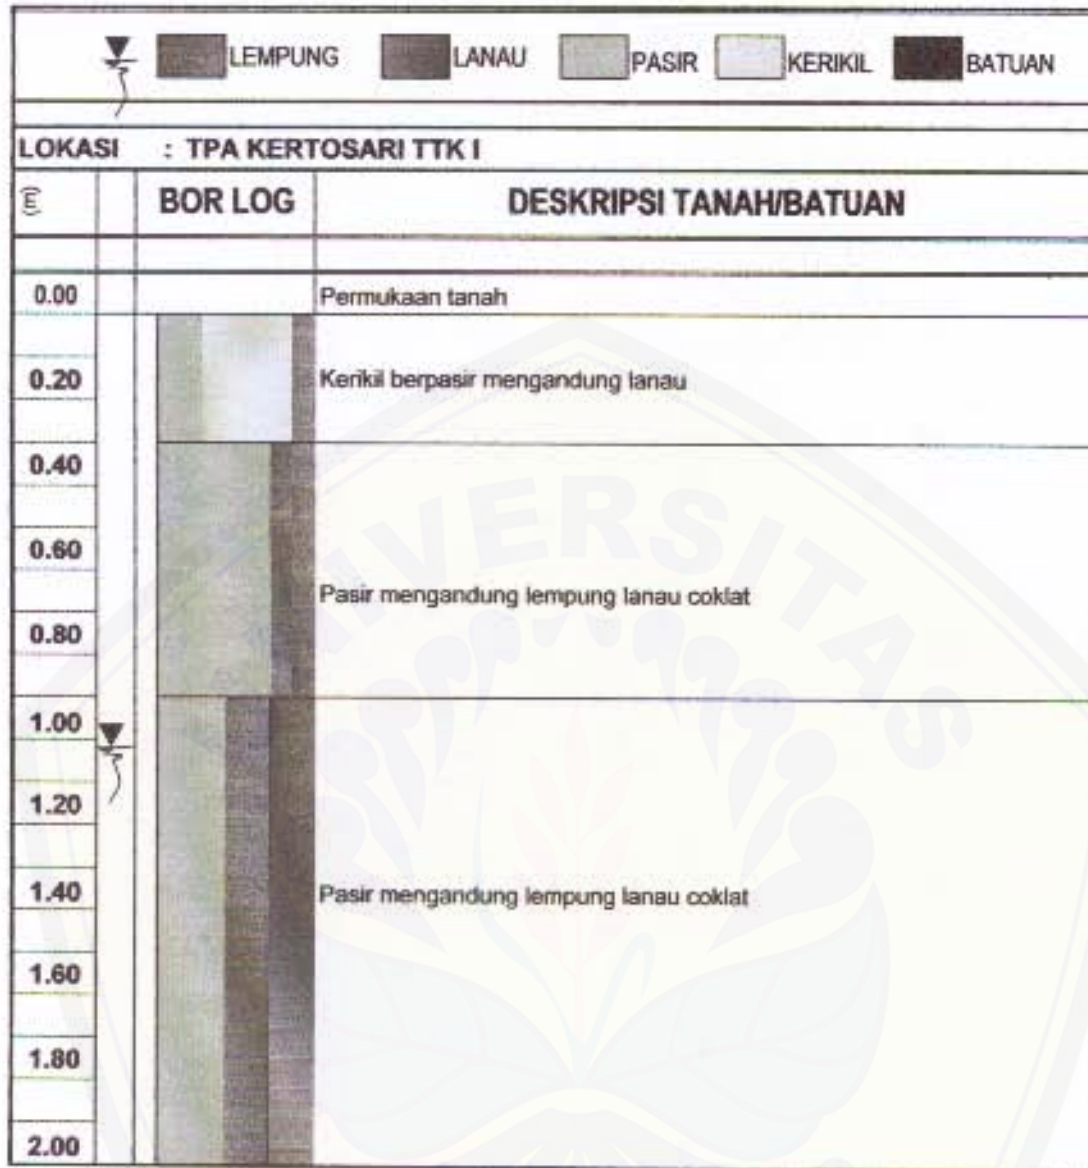 LEMPUNG LANAU PASIR KERIKIL BATUAN
LOKASI : TPA KERTOSARI TTK I
(m) BOR LOG DESKRIPSI TANAH/BATUAN
0.00 Permukaan tanah
0.20 Kerikil berpasir mengandung lanau
0.40
0.60
Pasir mengandung lempung lanau coklat
0.80
1.00
1.20
1.40 Pasir mengandung lempung lanau coklat
1.60
1.80
2.00
UNIVERSITAS